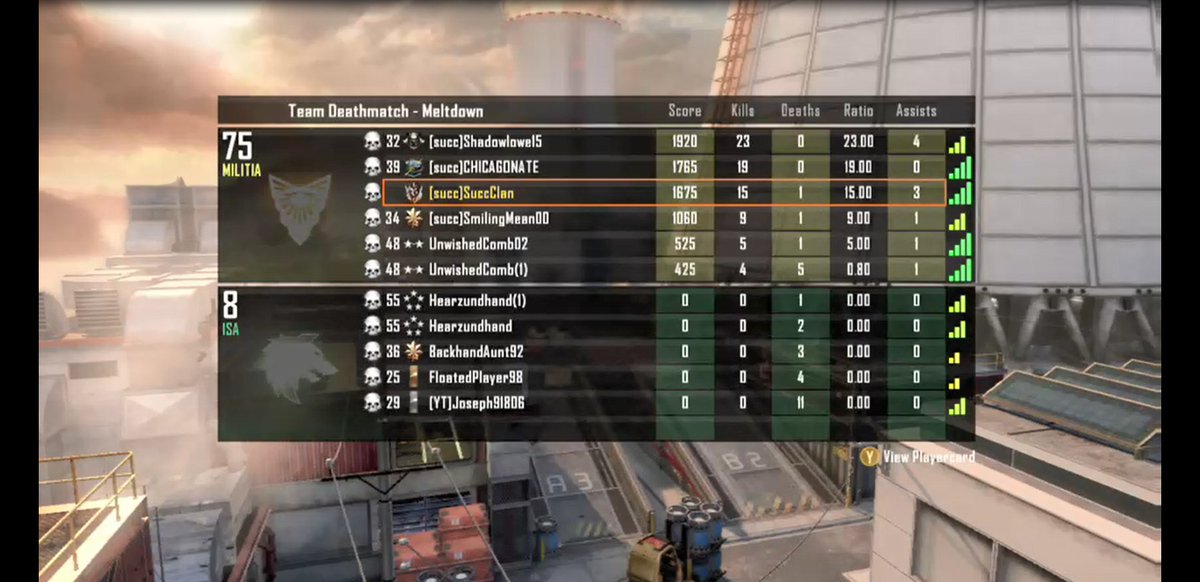 Team Deathmatch - Meltdown Score Kills Deaths Ratio Assists
75
MILITIA
32 [succ]Shadowlowe15 1920 23 0 23.00 4
39 [succ]CHICAGONATE 1765 19 0 19.00 0
[succ]SuccClan 1675 15 1 15.00 3
34 [succ]SmilingMean00 1060 9 1 9.00 1
48 UnwishedComb02 525 5 1 5.00 1
48 UnwishedComb(1) 425 4 5 0.80 1
8
ISA
55 Hearzundhand(1) 0 0 1 0.00 0
55 Hearzundhand 0 0 2 0.00 0
36 BackhandAunt92 0 0 3 0.00 0
25 FloatedPlayer98 0 0 4 0.00 0
29 [YT]Joseph91806 0 0 11 0.00 0
Y View Playercard
A3
B2